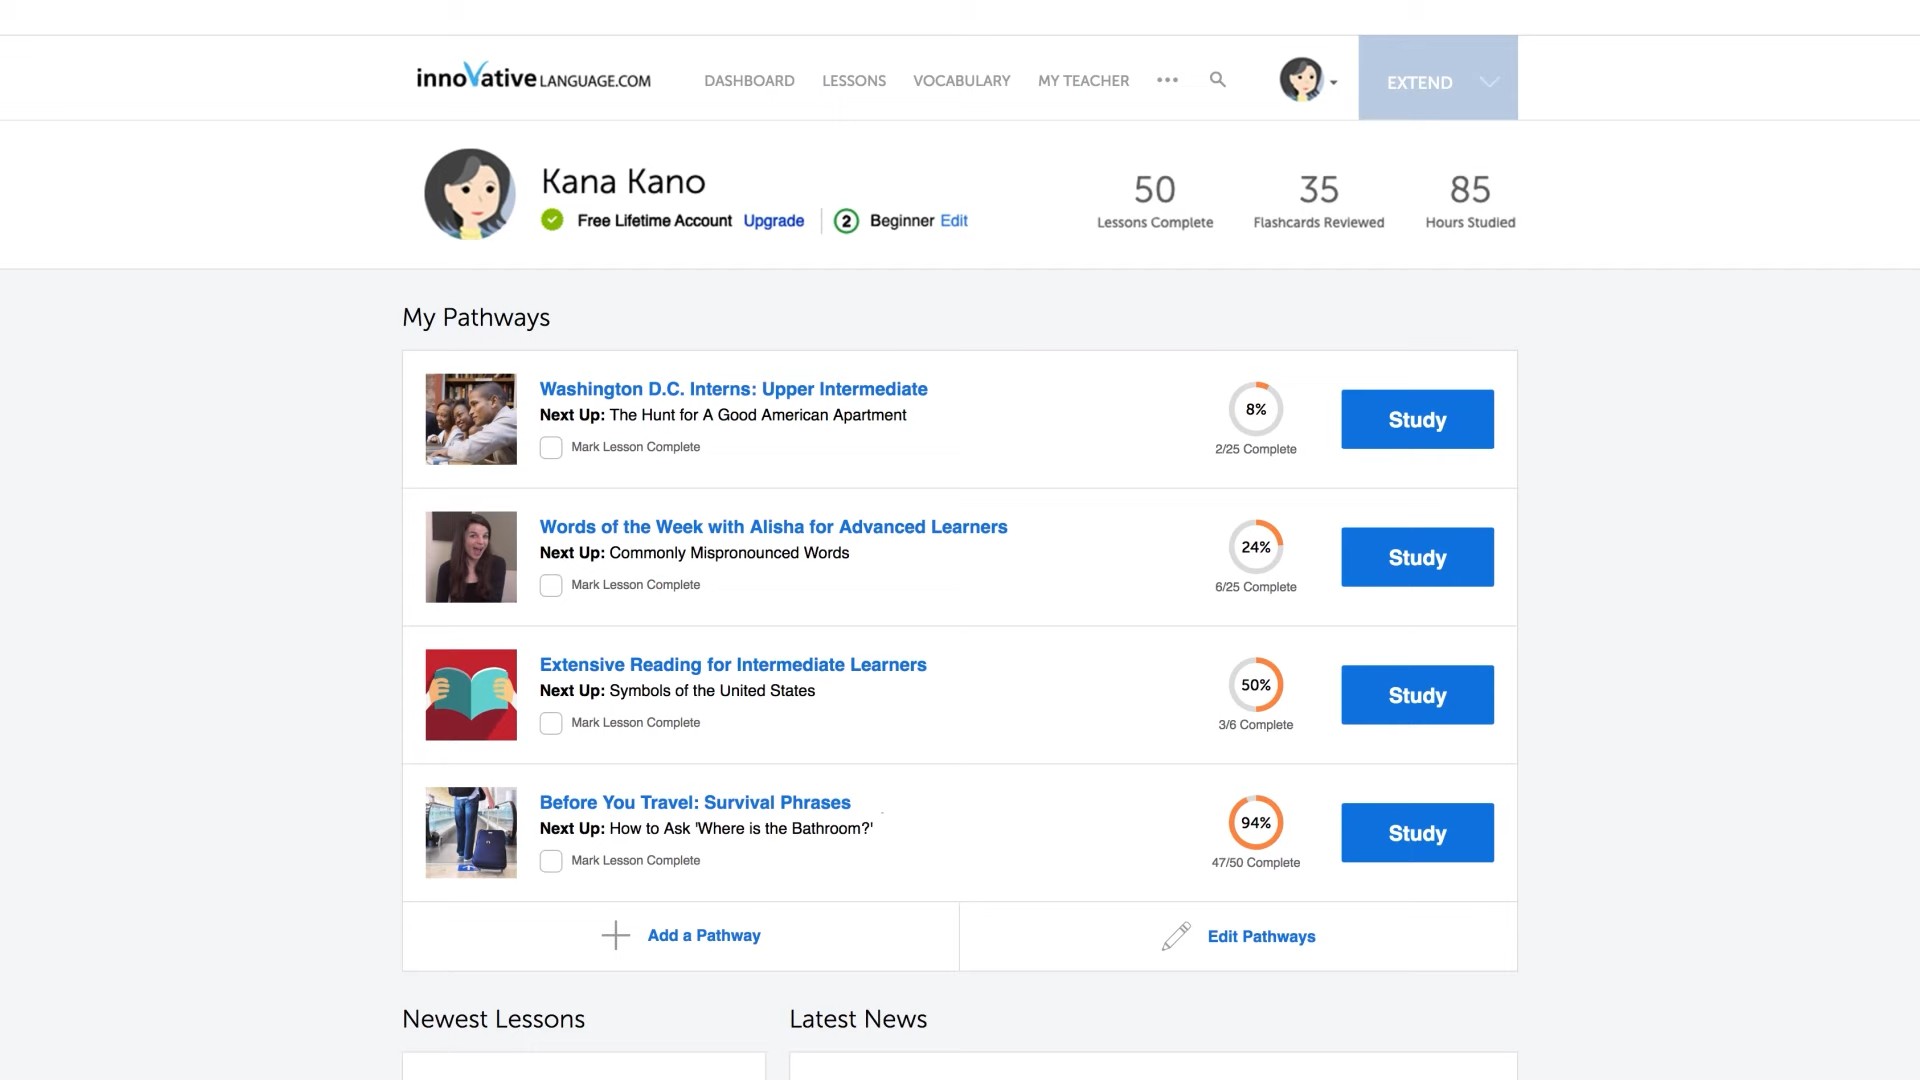 innoVative LANGUAGE.COM
DASHBOARD LESSONS VOCABULARY MY TEACHER
EXTEND
Kana Kano
Free Lifetime Account Upgrade 2 Beginner Edit
50 35 85
Lessons Complete Flashcards Reviewed Hours Studied
My Pathways
Washington D.C. Interns: Upper Intermediate
Next Up: The Hunt for A Good American Apartment
Mark Lesson Complete
8%
2/25 Complete
Study
Words of the Week with Alisha for Advanced Learners
Next Up: Commonly Mispronounced Words
Mark Lesson Complete
24%
6/25 Complete
Study
Extensive Reading for Intermediate Learners
Next Up: Symbols of the United States
Mark Lesson Complete
50%
3/6 Complete
Study
Before You Travel: Survival Phrases
Next Up: How to Ask 'Where is the Bathroom?'
Mark Lesson Complete
94%
47/50 Complete
Study
Add a Pathway
Edit Pathways
Newest Lessons
Latest News